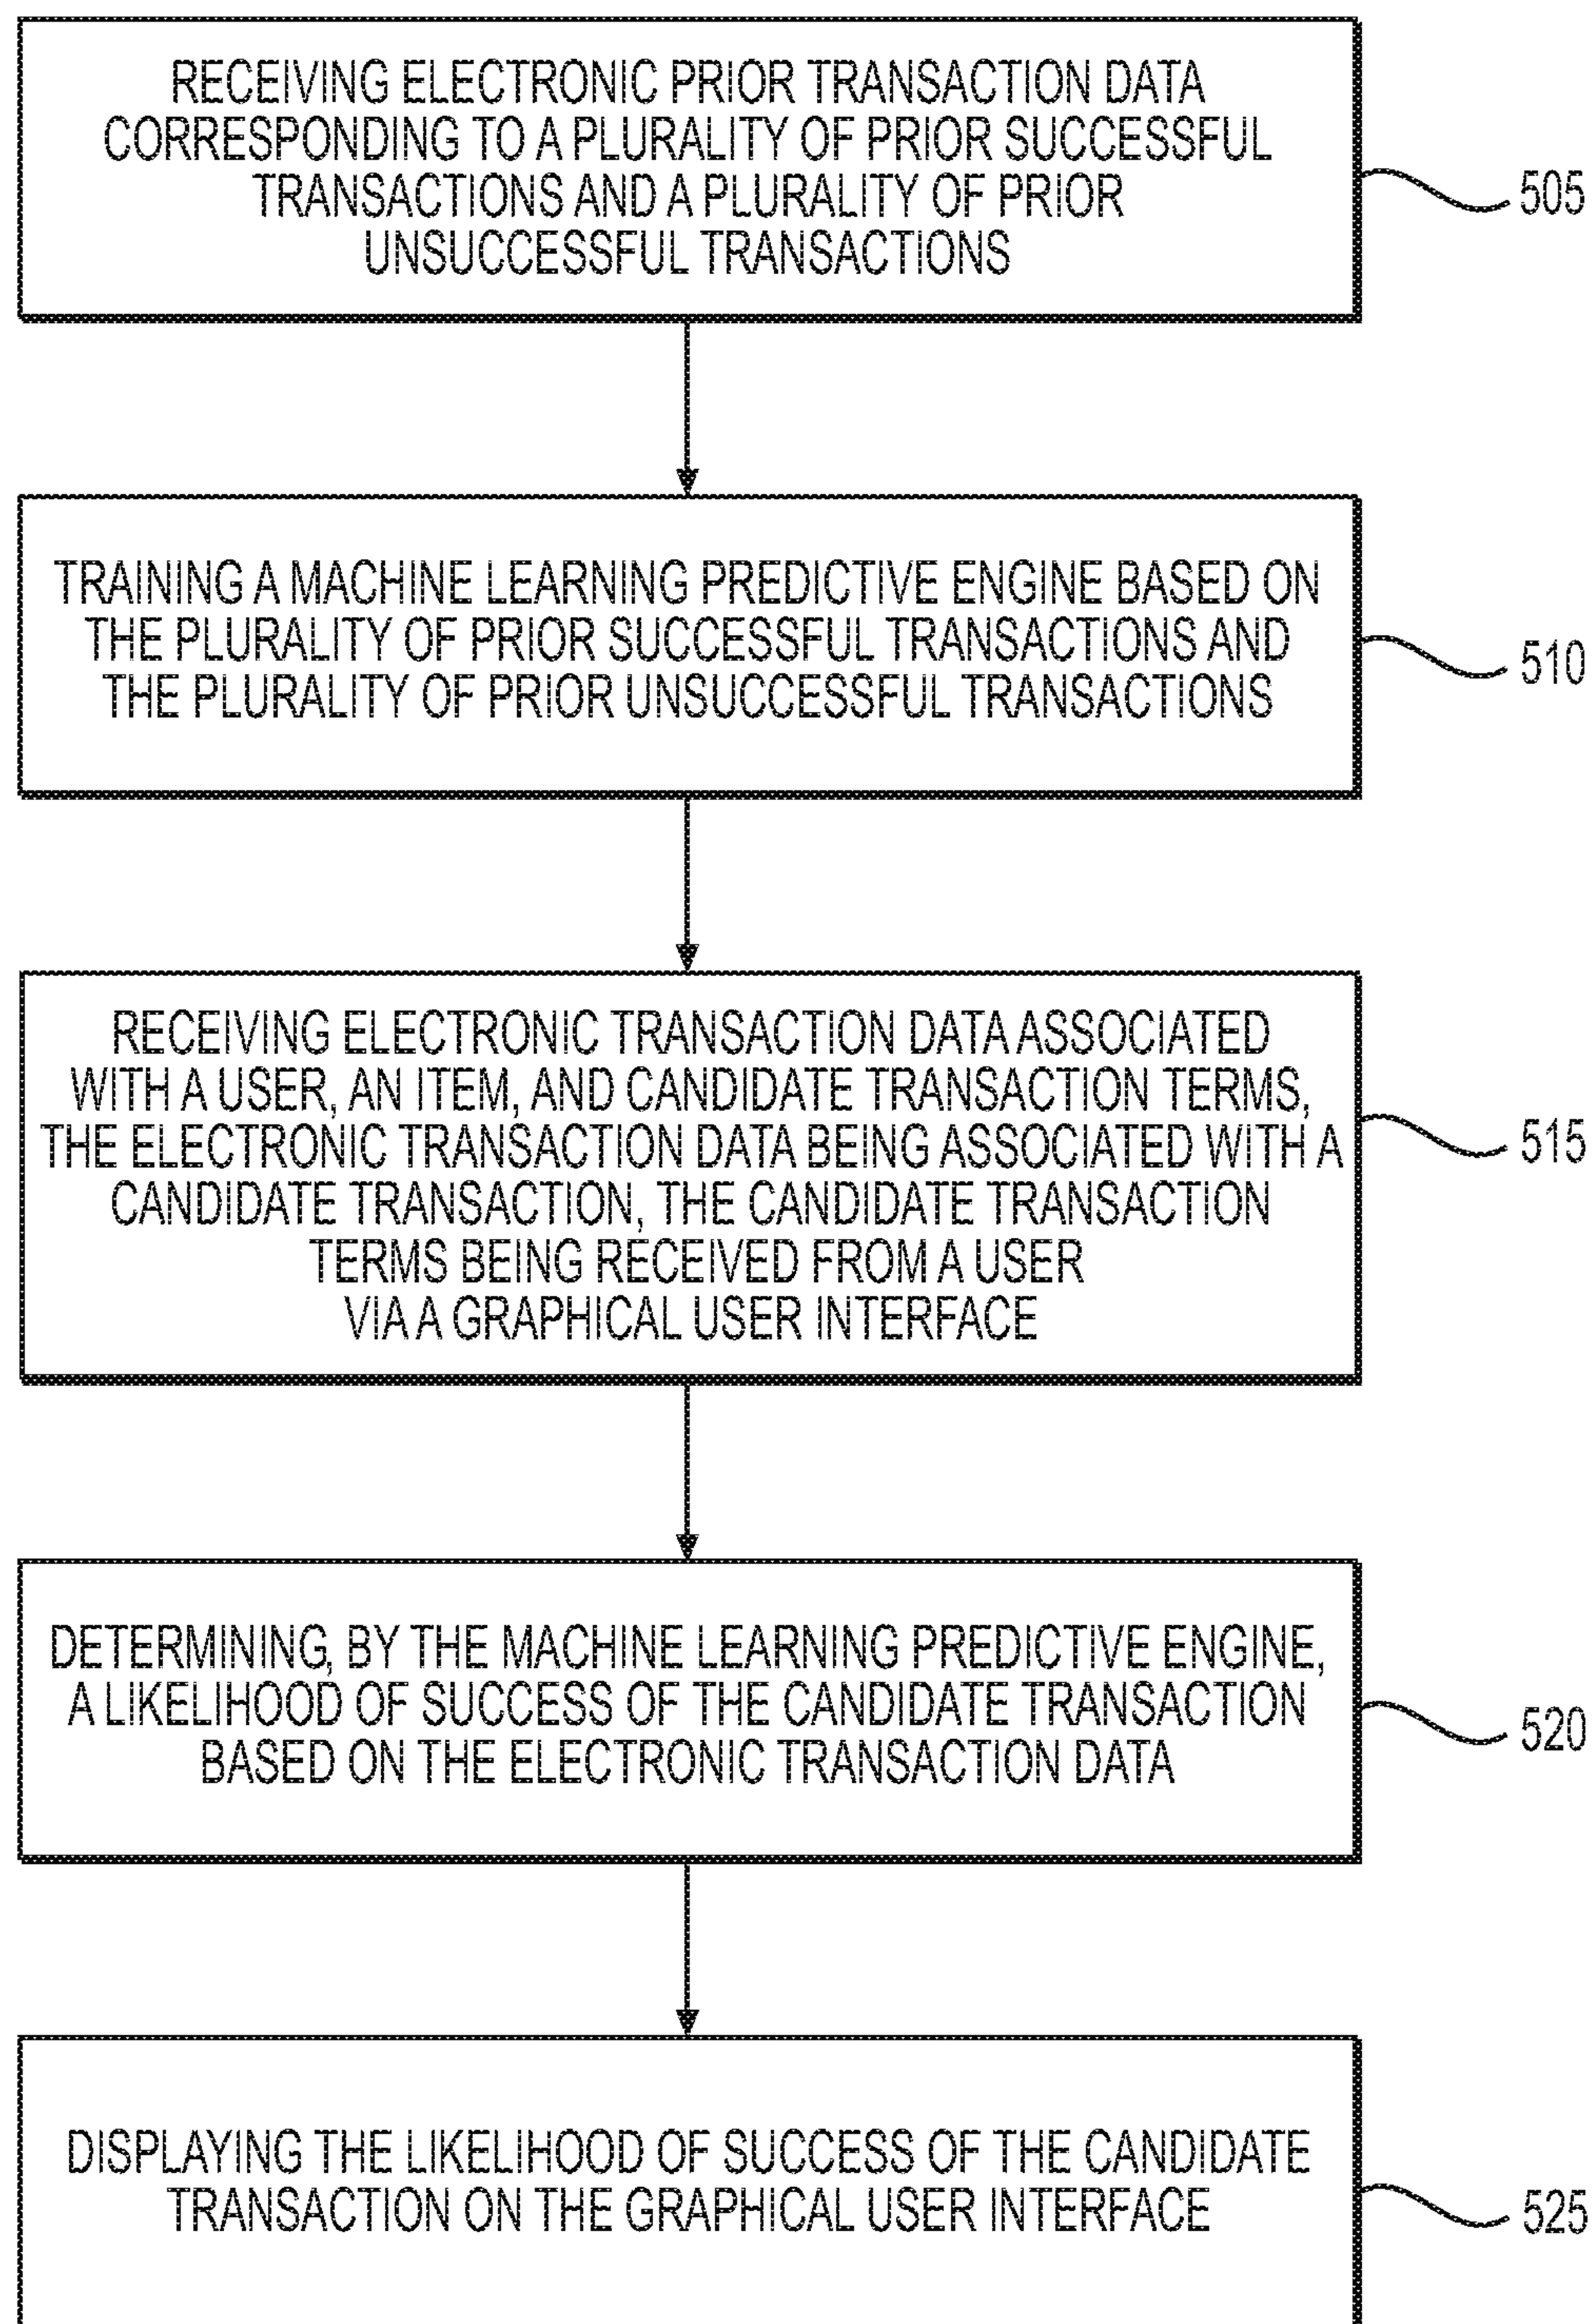 RECEIVING ELECTRONIC PRIOR TRANSACTION DATA
CORRESPONDING TO A PLURALITY OF PRIOR SUCCESSFUL
TRANSACTIONS AND A PLURALITY OF PRIOR
UNSUCCESSFUL TRANSACTIONS
505
TRAINING A MACHINE LEARNING PREDICTIVE ENGINE BASED ON
THE PLURALITY OF PRIOR SUCCESSFUL TRANSACTIONS AND
THE PLURALITY OF PRIOR UNSUCCESSFUL TRANSACTIONS
510
RECEIVING ELECTRONIC TRANSACTION DATA ASSOCIATED
WITH A USER, AN ITEM, AND CANDIDATE TRANSACTION TERMS,
THE ELECTRONIC TRANSACTION DATA BEING ASSOCIATED WITH A
CANDIDATE TRANSACTION, THE CANDIDATE TRANSACTION
TERMS BEING RECEIVED FROM A USER
VIA A GRAPHICAL USER INTERFACE
515
DETERMINING, BY THE MACHINE LEARNING PREDICTIVE ENGINE,
A LIKELIHOOD OF SUCCESS OF THE CANDIDATE TRANSACTION
BASED ON THE ELECTRONIC TRANSACTION DATA
520
DISPLAYING THE LIKELIHOOD OF SUCCESS OF THE CANDIDATE
TRANSACTION ON THE GRAPHICAL USER INTERFACE
525